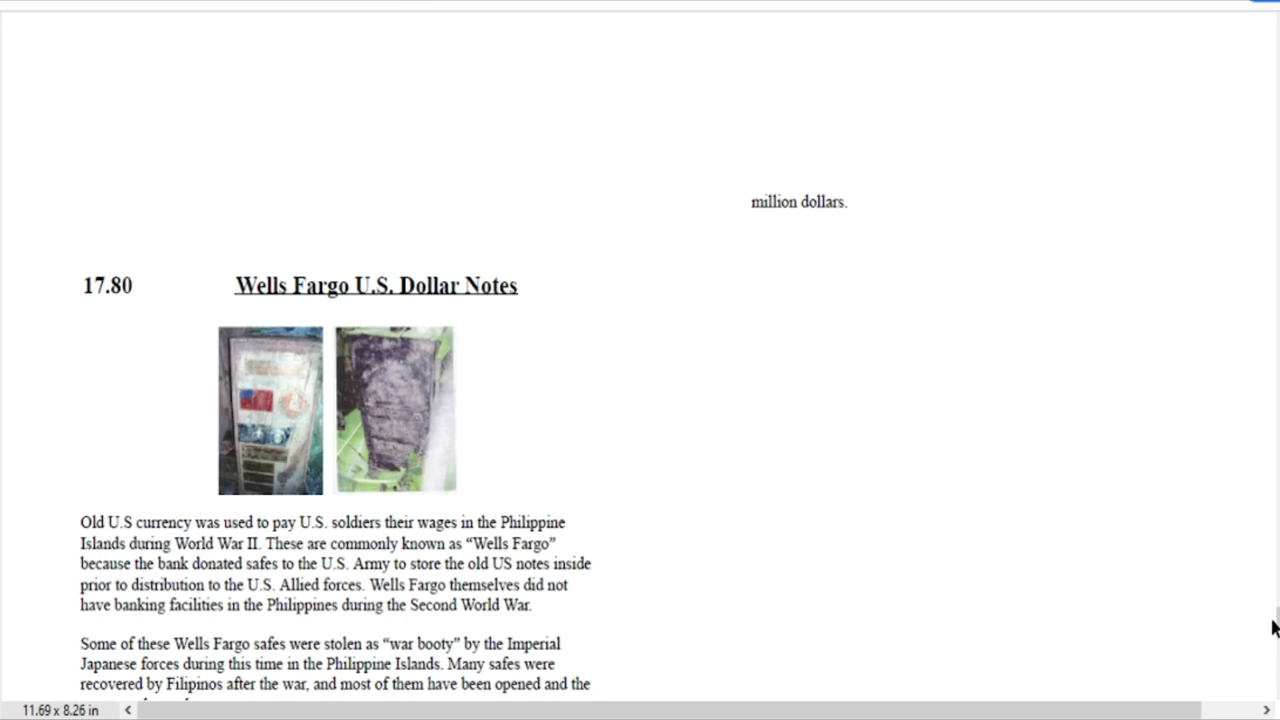 million dollars.
17.80 Wells Fargo U.S. Dollar Notes
Old U.S currency was used to pay U.S. soldiers their wages in the Philippine
Islands during World War II. These are commonly known as “Wells Fargo”
because the bank donated safes to the U.S. Army to store the old US notes inside
prior to distribution to the U.S. Allied forces. Wells Fargo themselves did not
have banking facilities in the Philippines during the Second World War.
Some of these Wells Fargo safes were stolen as “war booty” by the Imperial
Japanese forces during this time in the Philippine Islands. Many safes were
recovered by Filipinos after the war, and most of them have been opened and the
11.69 x 8.26 in